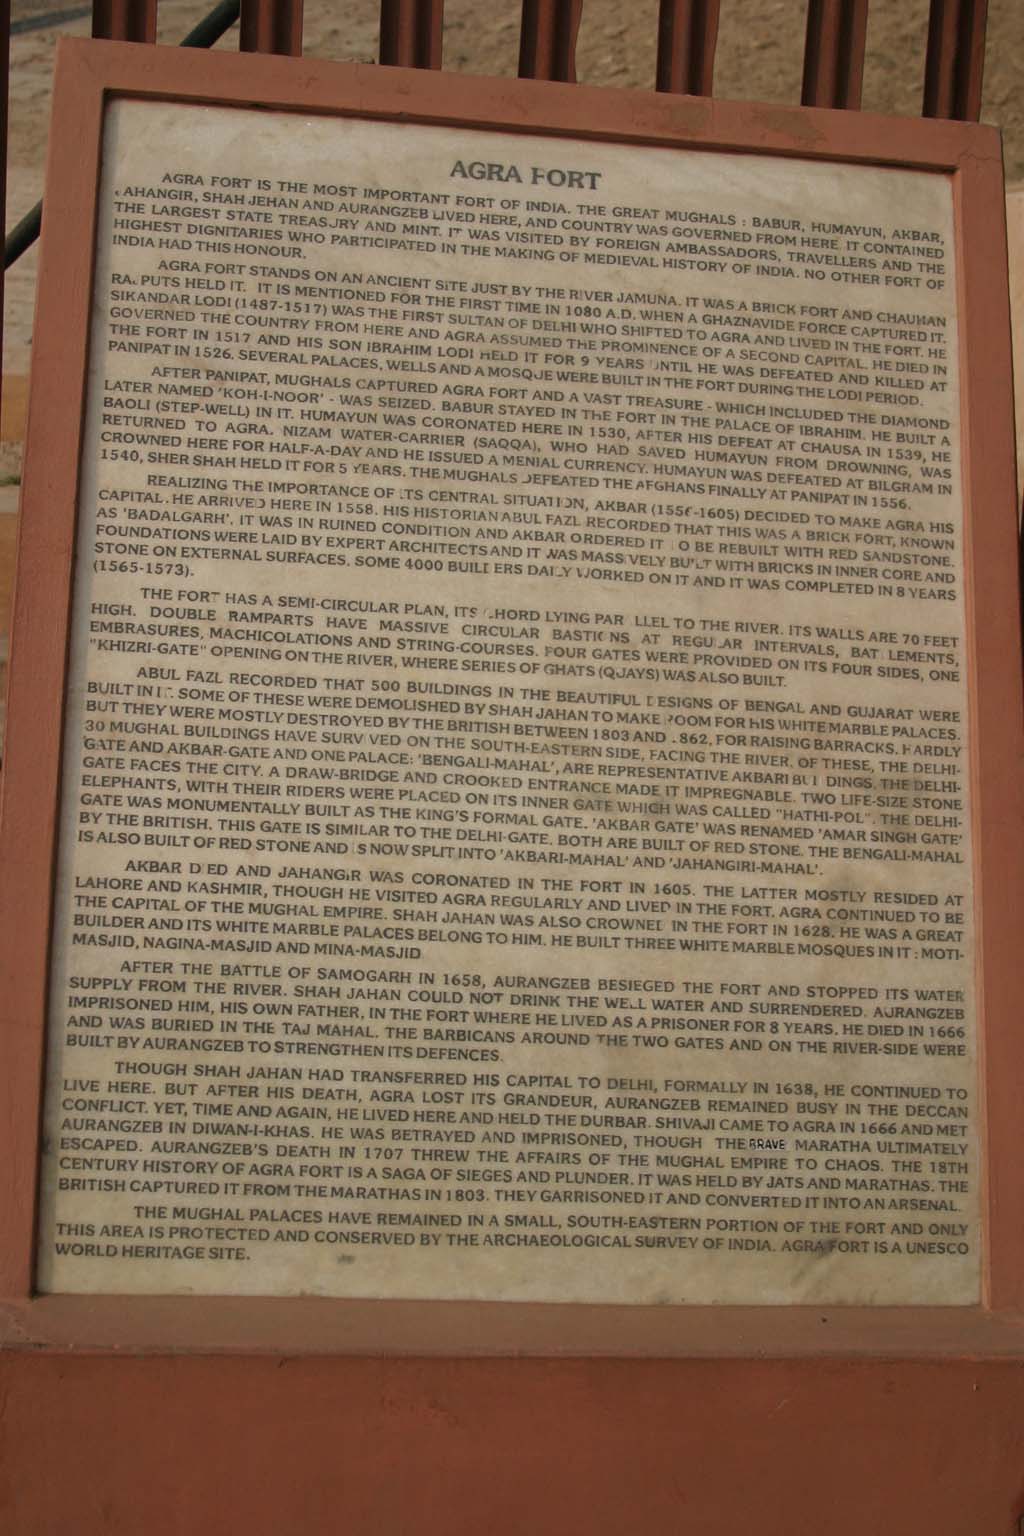 AGRA FORT
AGRA FORT IS THE MOST IMPORTANT FORT OF INDIA. THE GREAT MUGHALS : BABUR, HUMAYUN, AKBAR,
AHANGIR, SHAH JEHAN AND AURANGZEB LIVED HERE, AND COUNTRY WAS GOVERNED FROM HERE. IT CONTAINED
THE LARGEST STATE TREASURY AND MINT. IT WAS VISITED BY FOREIGN AMBASSADORS, TRAVELLERS AND THE
HIGHEST DIGNITARIES WHO PARTICIPATED IN THE MAKING OF MEDIEVAL HISTORY OF INDIA. NO OTHER FORT OF
INDIA HAD THIS HONOUR.
AGRA FORT STANDS ON AN ANCIENT SITE JUST BY THE RIVER JAMUNA. IT WAS A BRICK FORT AND CHAUHAN
RAJPUTS HELD IT. IT IS MENTIONED FOR THE FIRST TIME IN 1080 A.D. WHEN A GHAZNAVIDE FORCE CAPTURED IT.
SIKANDAR LODI (1487-1517) WAS THE FIRST SULTAN OF DELHI WHO SHIFTED TO AGRA AND LIVED IN THE FORT. HE
GOVERNED THE COUNTRY FROM HERE AND AGRA ASSUMED THE PROMINENCE OF A SECOND CAPITAL. HE DIED IN
THE FORT IN 1517 AND HIS SON IBRAHIM LODI HELD IT FOR 9 YEARS UNTIL HE WAS DEFEATED AND KILLED AT
PANIPAT IN 1526. SEVERAL PALACES, WELLS AND A MOSQUE WERE BUILT IN THE FORT DURING THE LODI PERIOD.
AFTER PANIPAT, MUGHALS CAPTURED AGRA FORT AND A VAST TREASURE - WHICH INCLUDED THE DIAMOND
LATER NAMED 'KOH-I-NOOR' - WAS SEIZED. BABUR STAYED IN THE FORT IN THE PALACE OF IBRAHIM. HE BUILT A
BAOLI (STEP-WELL) IN IT. HUMAYUN WAS CORONATED HERE IN 1530, AFTER HIS DEFEAT AT CHAUSA IN 1539, HE
RETURNED TO AGRA. NIZAM WATER-CARRIER (SAQQA), WHO HAD SAVED HUMAYUN FROM DROWNING, WAS
CROWNED HERE FOR HALF-A-DAY AND HE ISSUED A MENIAL CURRENCY. HUMAYUN WAS DEFEATED AT BILGRAM IN
1540, SHER SHAH HELD IT FOR 5 YEARS. THE MUGHALS DEFEATED THE AFGHANS FINALLY AT PANIPAT IN 1556.
REALIZING THE IMPORTANCE OF ITS CENTRAL SITUATION, AKBAR (1556-1605) DECIDED TO MAKE AGRA HIS
CAPITAL. HE ARRIVED HERE IN 1558. HIS HISTORIAN ABUL FAZL RECORDED THAT THIS WAS A BRICK FORT, KNOWN
AS 'BADALGARH'. IT WAS IN RUINED CONDITION AND AKBAR ORDERED IT TO BE REBUILT WITH RED SANDSTONE.
FOUNDATIONS WERE LAID BY EXPERT ARCHITECTS AND IT WAS MASSIVELY BUILT WITH BRICKS IN INNER CORE AND
STONE ON EXTERNAL SURFACES. SOME 4000 BUILDERS DAILY WORKED ON IT AND IT WAS COMPLETED IN 8 YEARS
(1565-1573).
THE FORT HAS A SEMI-CIRCULAR PLAN, ITS CHORD LYING PARALLEL TO THE RIVER. ITS WALLS ARE 70 FEET
HIGH. DOUBLE RAMPARTS HAVE MASSIVE CIRCULAR BASTIONS AT REGULAR INTERVALS, BATTLEMENTS,
EMBRASURES, MACHICOLATIONS AND STRING-COURSES. FOUR GATES WERE PROVIDED ON ITS FOUR SIDES, ONE
"KHIZRI-GATE" OPENING ON THE RIVER, WHERE SERIES OF GHATS (QUAYS) WAS ALSO BUILT.
ABUL FAZL RECORDED THAT 500 BUILDINGS IN THE BEAUTIFUL DESIGNS OF BENGAL AND GUJARAT WERE
BUILT IN IT. SOME OF THESE WERE DEMOLISHED BY SHAH JAHAN TO MAKE ROOM FOR HIS WHITE MARBLE PALACES.
BUT THEY WERE MOSTLY DESTROYED BY THE BRITISH BETWEEN 1803 AND 1862, FOR RAISING BARRACKS. HARDLY
30 MUGHAL BUILDINGS HAVE SURVIVED ON THE SOUTH-EASTERN SIDE, FACING THE RIVER. OF THESE, THE DELHI-
GATE AND AKBAR-GATE AND ONE PALACE: 'BENGALI-MAHAL', ARE REPRESENTATIVE AKBARI BUILDINGS. THE DELHI-
GATE FACES THE CITY. A DRAW-BRIDGE AND CROOKED ENTRANCE MADE IT IMPREGNABLE. TWO LIFE-SIZE STONE
ELEPHANTS, WITH THEIR RIDERS WERE PLACED ON ITS INNER GATE WHICH WAS CALLED "HATHI-POL". THE DELHI-
GATE WAS MONUMENTALLY BUILT AS THE KING'S FORMAL GATE. 'AKBAR GATE' WAS RENAMED 'AMAR SINGH GATE'
BY THE BRITISH. THIS GATE IS SIMILAR TO THE DELHI-GATE. BOTH ARE BUILT OF RED STONE. THE BENGALI-MAHAL
IS ALSO BUILT OF RED STONE AND IS NOW SPLIT INTO 'AKBARI-MAHAL' AND 'JAHANGIRI-MAHAL'.
AKBAR DIED AND JAHANGIR WAS CORONATED IN THE FORT IN 1605. THE LATTER MOSTLY RESIDED AT
LAHORE AND KASHMIR, THOUGH HE VISITED AGRA REGULARLY AND LIVED IN THE FORT. AGRA CONTINUED TO BE
THE CAPITAL OF THE MUGHAL EMPIRE. SHAH JAHAN WAS ALSO CROWNED IN THE FORT IN 1628. HE WAS A GREAT
BUILDER AND ITS WHITE MARBLE PALACES BELONG TO HIM. HE BUILT THREE WHITE MARBLE MOSQUES IN IT : MOTI-
MASJID, NAGINA-MASJID AND MINA-MASJID
AFTER THE BATTLE OF SAMOGARH IN 1658, AURANGZEB BESIEGED THE FORT AND STOPPED ITS WATER
SUPPLY FROM THE RIVER. SHAH JAHAN COULD NOT DRINK THE WELL WATER AND SURRENDERED. AURANGZEB
IMPRISONED HIM, HIS OWN FATHER, IN THE FORT WHERE HE LIVED AS A PRISONER FOR 8 YEARS. HE DIED IN 1666
AND WAS BURIED IN THE TAJ MAHAL. THE BARBICANS AROUND THE TWO GATES AND ON THE RIVER-SIDE WERE
BUILT BY AURANGZEB TO STRENGTHEN ITS DEFENCES.
THOUGH SHAH JAHAN HAD TRANSFERRED HIS CAPITAL TO DELHI, FORMALLY IN 1638, HE CONTINUED TO
LIVE HERE. BUT AFTER HIS DEATH, AGRA LOST ITS GRANDEUR, AURANGZEB REMAINED BUSY IN THE DECCAN
CONFLICT. YET, TIME AND AGAIN, HE LIVED HERE AND HELD THE DURBAR. SHIVAJI CAME TO AGRA IN 1666 AND MET
AURANGZEB IN DIWAN-I-KHAS. HE WAS BETRAYED AND IMPRISONED, THOUGH THE BRAVE MARATHA ULTIMATELY
ESCAPED. AURANGZEB'S DEATH IN 1707 THREW THE AFFAIRS OF THE MUGHAL EMPIRE TO CHAOS. THE 18TH
CENTURY HISTORY OF AGRA FORT IS A SAGA OF SIEGES AND PLUNDER. IT WAS HELD BY JATS AND MARATHAS. THE
BRITISH CAPTURED IT FROM THE MARATHAS IN 1803. THEY GARRISONED IT AND CONVERTED IT INTO AN ARSENAL.
THE MUGHAL PALACES HAVE REMAINED IN A SMALL, SOUTH-EASTERN PORTION OF THE FORT AND ONLY
THIS AREA IS PROTECTED AND CONSERVED BY THE ARCHAEOLOGICAL SURVEY OF INDIA. AGRA FORT IS A UNESCO
WORLD HERITAGE SITE.